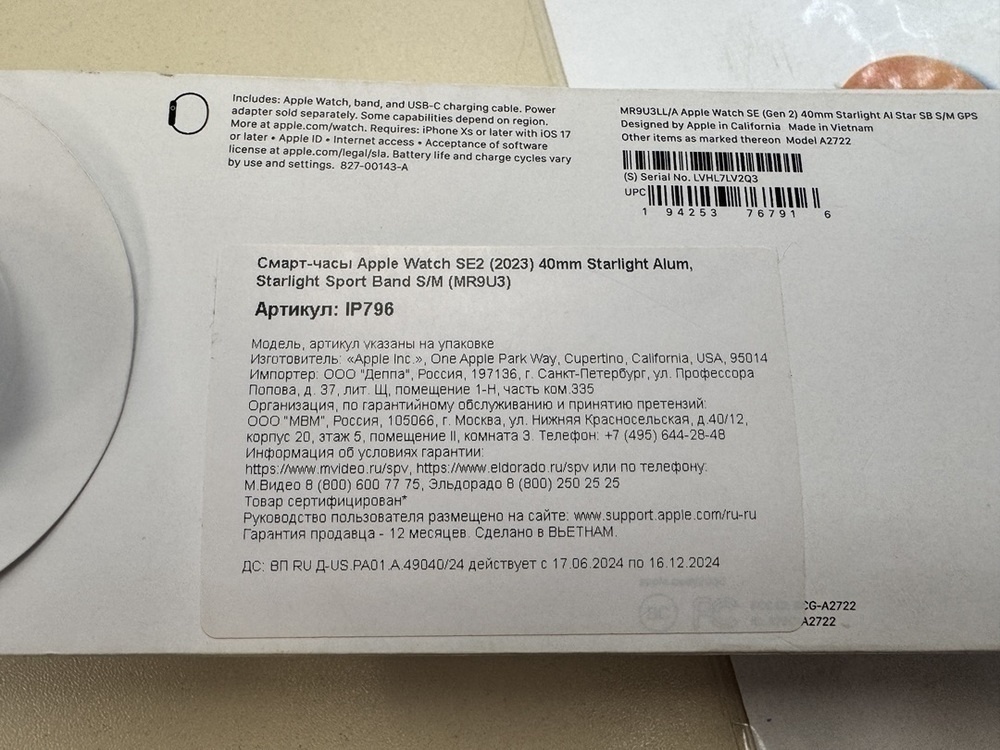 Includes: Apple Watch, band, and USB-C charging cable. Power
adapter sold separately. Some capabilities depend on region.
More at apple.com/watch. Requires: iPhone Xs or later with iOS 17
or later • Apple ID • Internet access • Acceptance of software
license at apple.com/legal/sla. Battery life and charge cycles vary
by use and settings. 827-00143-A
MR9U3LL/A Apple Watch SE (Gen 2) 40mm Starlight Al Star SB S/M GPS
Designed by Apple in California Made in Vietnam
Other items as marked thereon Model A2722
(S) Serial No. LVHL7LV2Q3
UPC
1 94253 76791 6
Смарт-часы Apple Watch SE2 (2023) 40mm Starlight Alum,
Starlight Sport Band S/M (MR9U3)
Артикул: IP796
Модель, артикул указаны на упаковке
Изготовитель: «Apple Inc.», One Apple Park Way, Cupertino, California, USA, 95014
Импортер: ООО "Деппа", Россия, 197136, г. Санкт-Петербург, ул. Профессора
Попова, д. 37, лит. Щ, помещение 1-Н, часть ком.335
Организация, по гарантийному обслуживанию и принятию претензий:
ООО "МВМ", Россия, 105066, г. Москва, ул. Нижняя Красносельская, д.40/12,
корпус 20, этаж 5, помещение II, комната 3. Телефон: +7 (495) 644-28-48
Информация об условиях гарантии:
https://www.mvideo.ru/spv, https://www.eldorado.ru/spv или по телефону:
М.Видео 8 (800) 600 77 75, Эльдорадо 8 (800) 250 25 25
Товар сертифицирован*
Руководство пользователя размещено на сайте: www.support.apple.com/ru-ru
Гарантия продавца - 12 месяцев. Сделано в ВЬЕТНАМ.
ДС: ВП RU Д-US.РА01.А.49040/24 действует с 17.06.2024 по 16.12.2024
CG-A2722
A2722